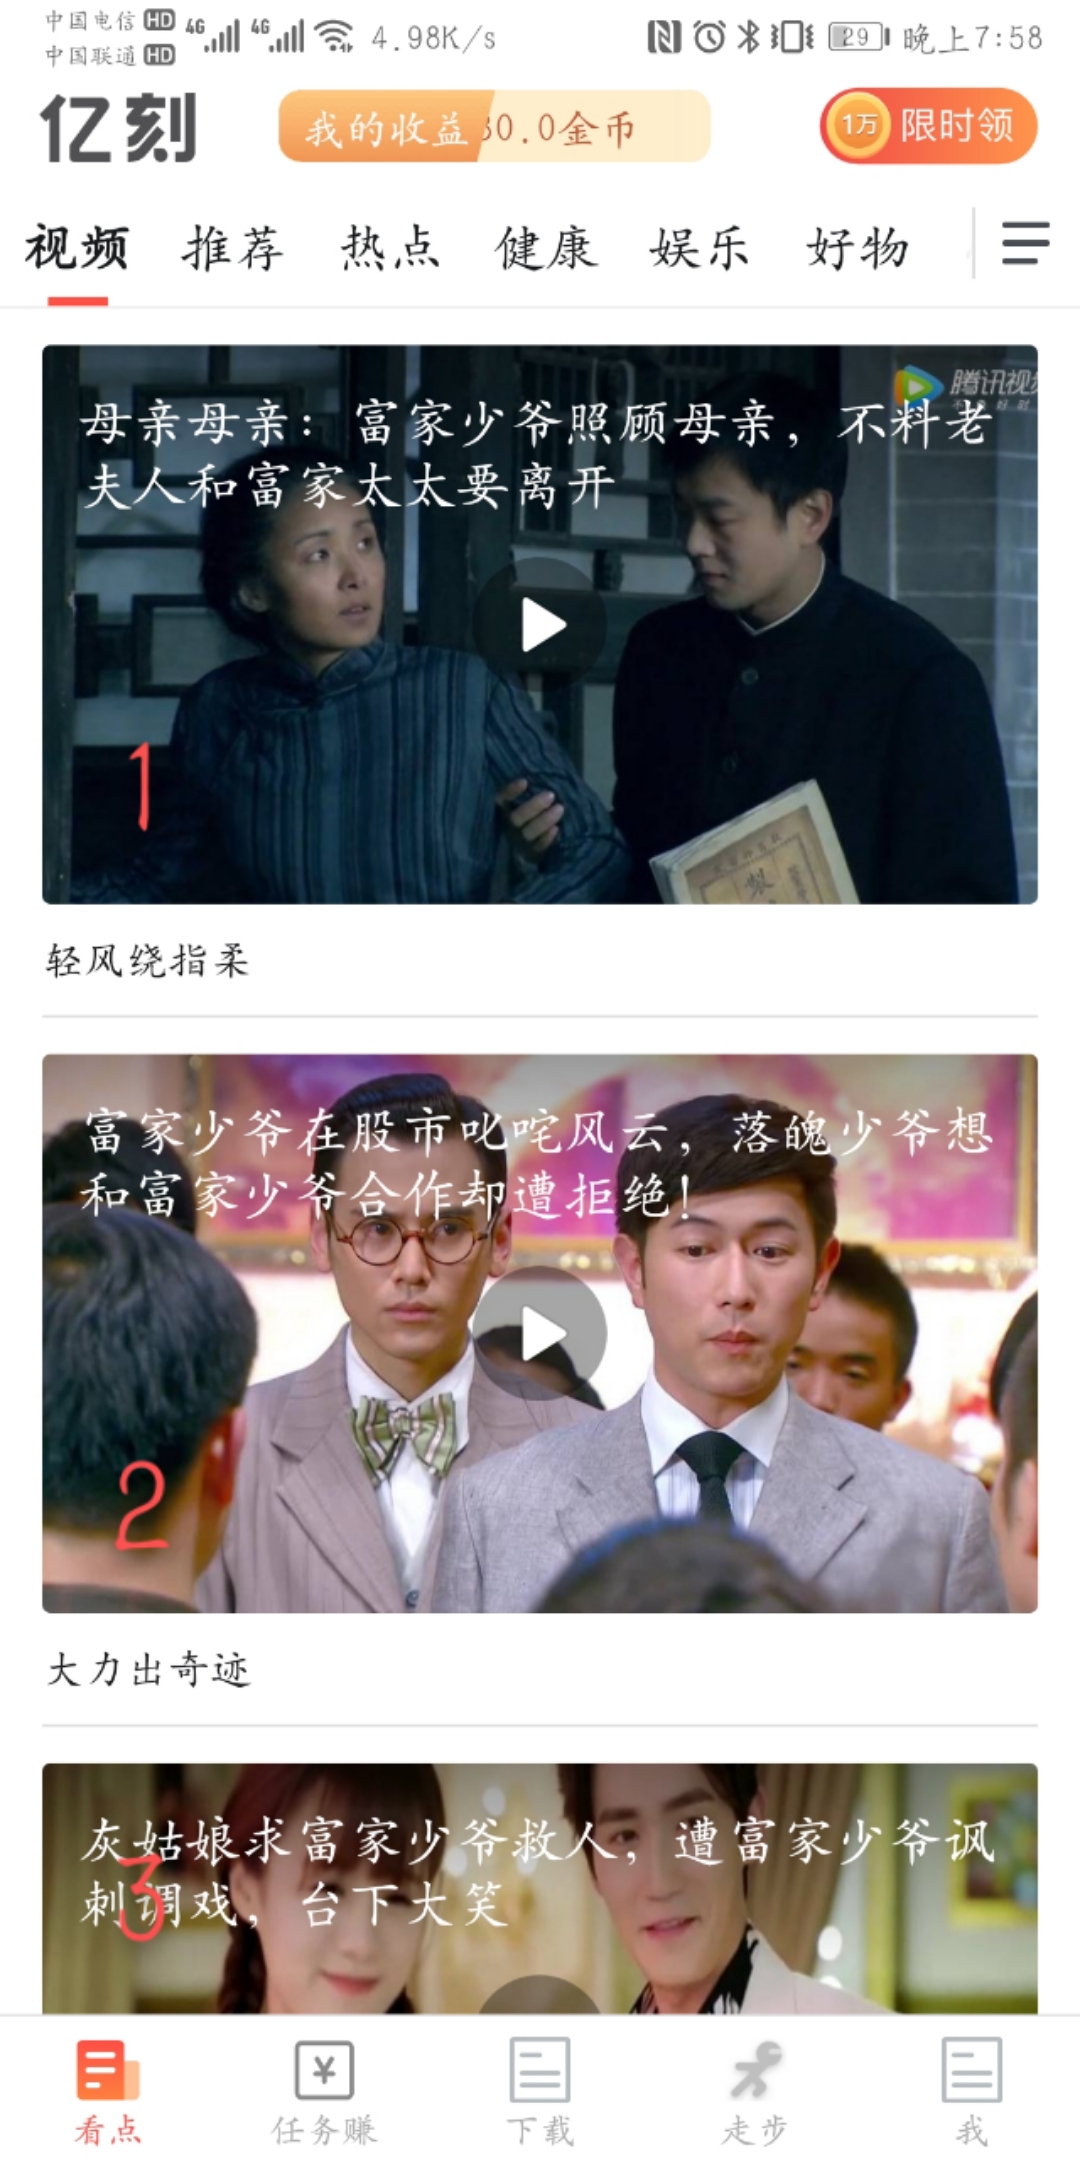 中国电信 HD 4G 4G 4.98K/s 29 晚上7:58
中国联通 HD
亿刻 我的收益 30.0金币 1万 限时领
视频 推荐 热点 健康 娱乐 好物
腾讯视频
母亲母亲：富家少爷照顾母亲，不料老
夫人和富家太太要离开
1
轻风绕指柔
富家少爷在股市叱咤风云，落魄少爷想
和富家少爷合作却遭拒绝！
2
大力出奇迹
灰姑娘求富家少爷救人，遭富家少爷讽
刺调戏，台下大笑
3
看点 任务赚 下载 走步 我